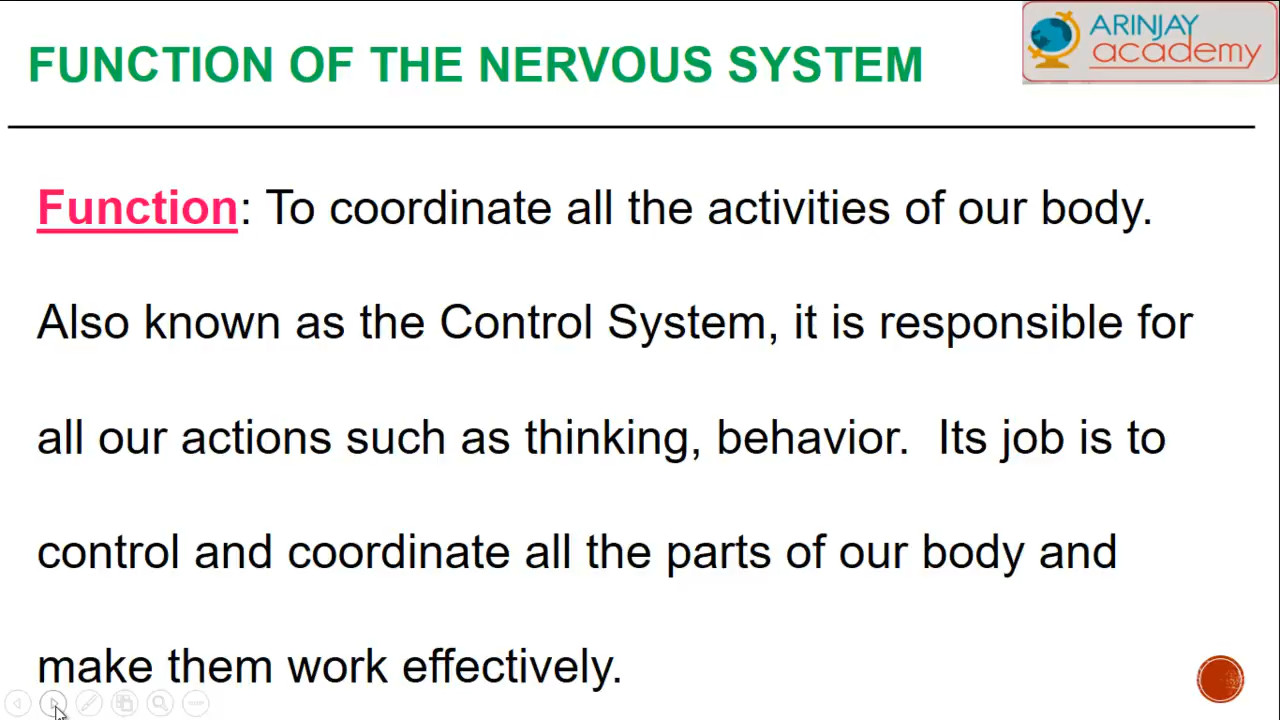 FUNCTION OF THE NERVOUS SYSTEM
ARINJAY
academy
Function: To coordinate all the activities of our body.
Also known as the Control System, it is responsible for
all our actions such as thinking, behavior.  Its job is to
control and coordinate all the parts of our body and
make them work effectively.